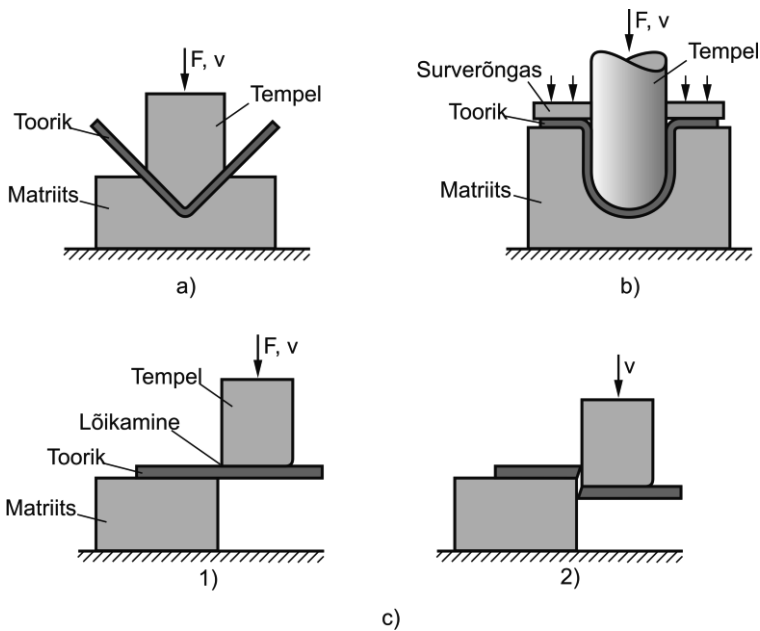 F, v
Tempel
Toorik
Matriits
a)
F, v
Tempel
Surverõngas
Toorik
Matriits
b)
F, v
Tempel
Lõikamine
Toorik
Matriits
1)
v
2)
c)